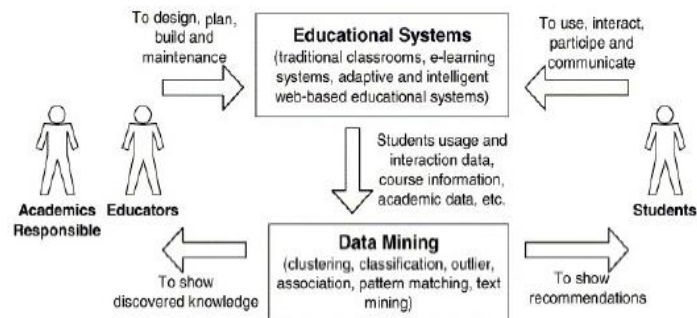 To design, plan,
build and
maintenance
Educational Systems
(traditional classrooms, e-learning
systems, adaptive and intelligent
web-based educational systems)
To use, interact,
participe and
communicate
Students usage and
interaction data,
course information,
academic data, etc.
Academics
Responsible
Educators
Students
Data Mining
(clustering, classification, outlier,
association, pattern matching, text
mining)
To show
discovered knowledge
To show
recommendations